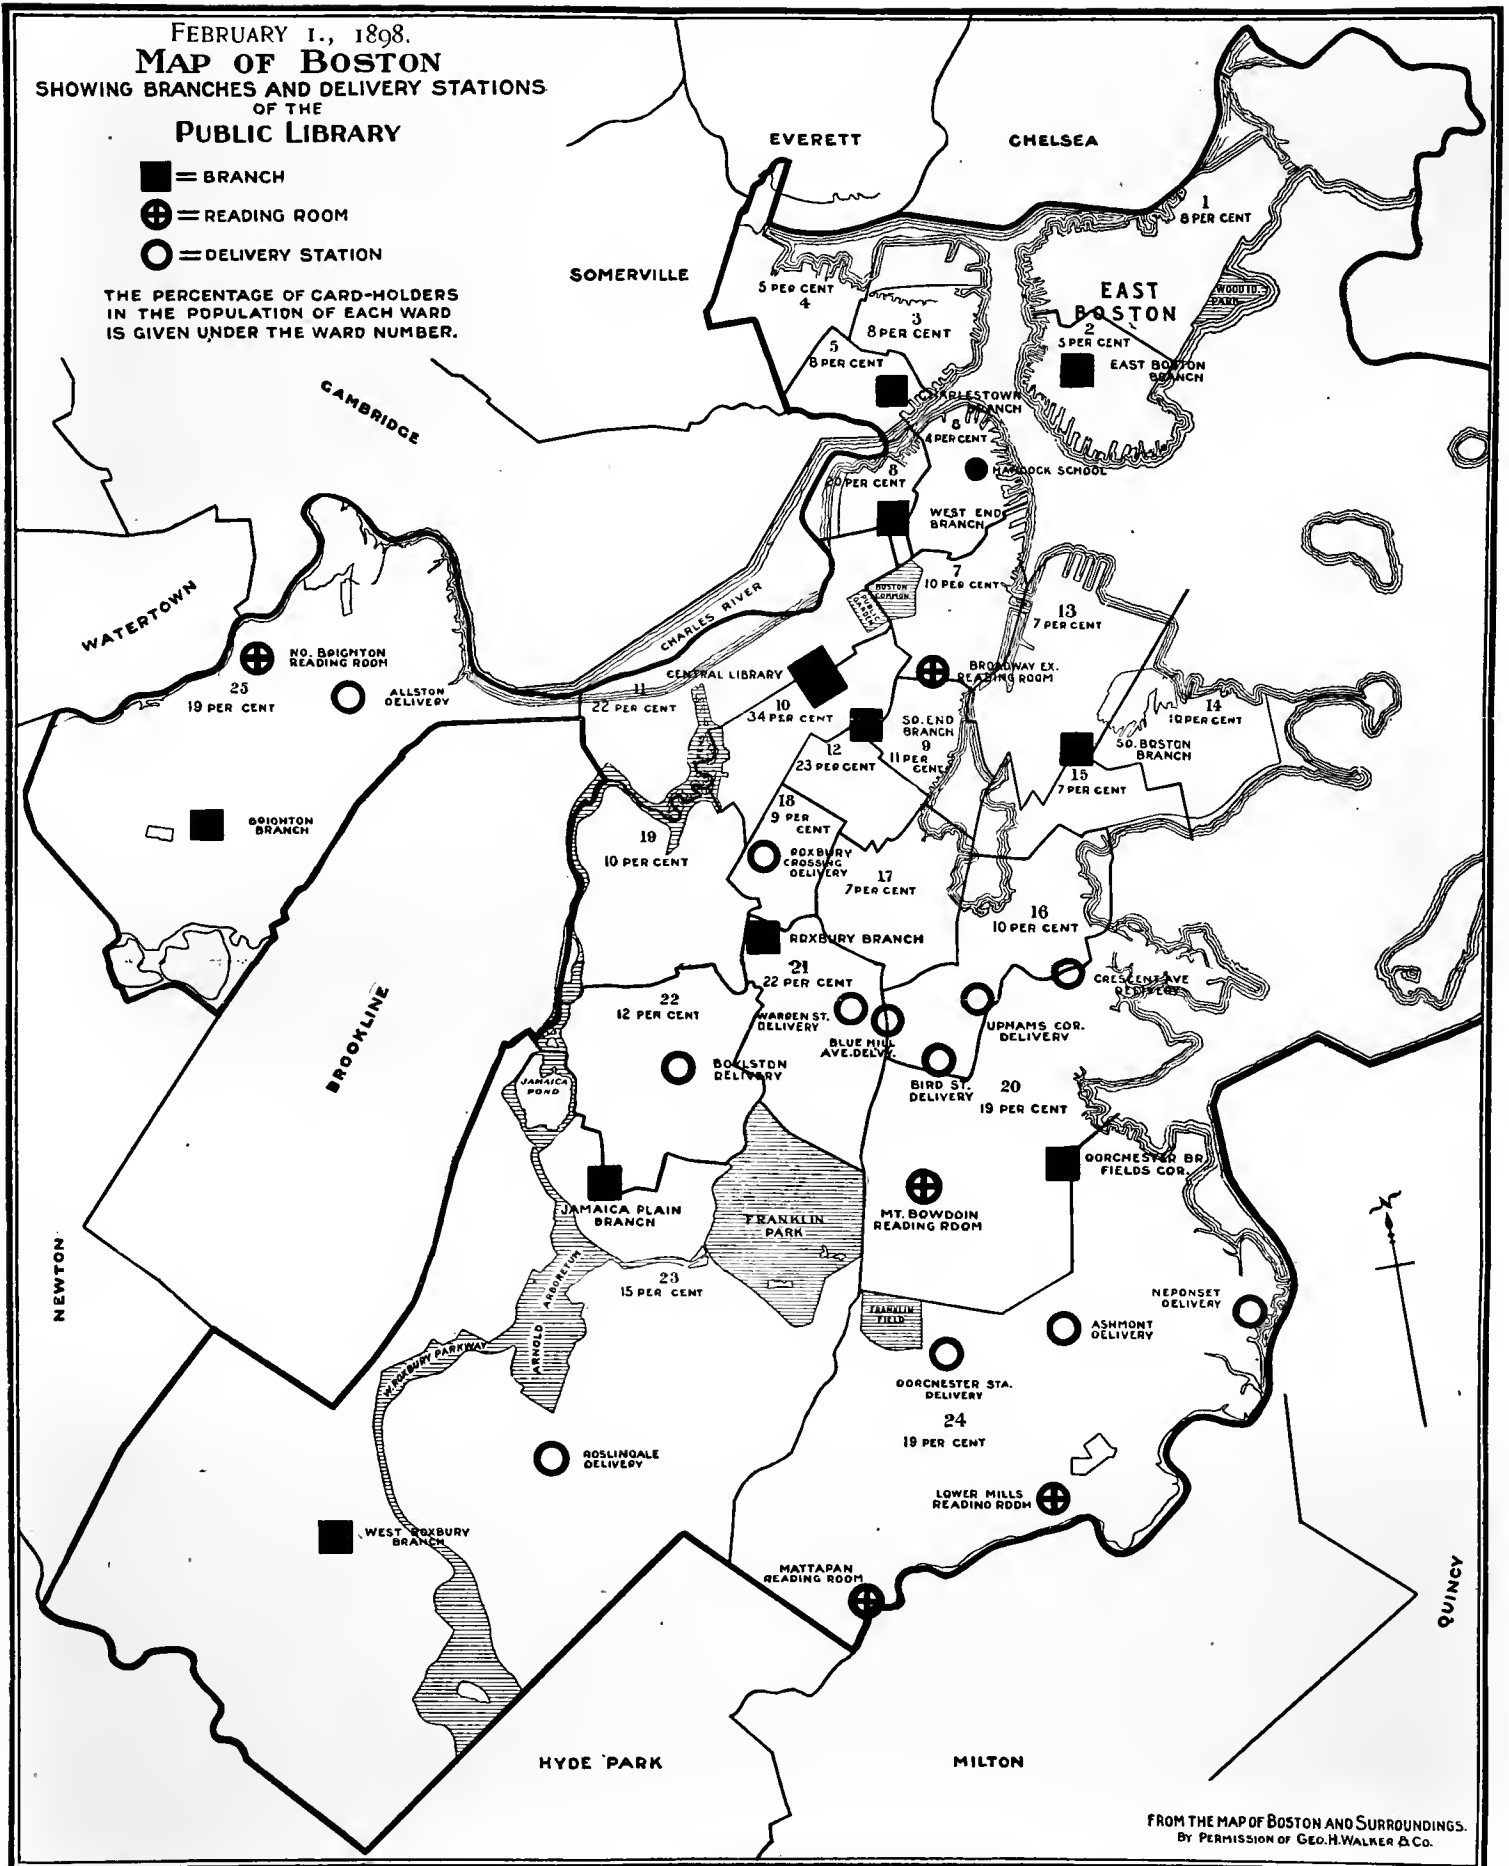 FEBRUARY 1., 1898.
MAP OF BOSTON
SHOWING BRANCHES AND DELIVERY STATIONS
OF THE
PUBLIC LIBRARY
= BRANCH
= READING ROOM
= DELIVERY STATION
THE PERCENTAGE OF CARD-HOLDERS
IN THE POPULATION OF EACH WARD
IS GIVEN UNDER THE WARD NUMBER.
EVERETT
CHELSEA
SOMERVILLE
CAMBRIDGE
WATERTOWN
1
8 PER CENT
EAST
BOSTON
WOOD ID.
PARK
5 PER CENT
4
3
8 PER CENT
2
5 PER CENT
EAST BOSTON
BRANCH
5
8 PER CENT
CHARLESTOWN
BRANCH
6
4 PER CENT
HANCOCK SCHOOL
8
20 PER CENT
WEST END
BRANCH
7
10 PER CENT
BOSTON
COMMON
PUBLIC
GARDEN
CHARLES RIVER
13
7 PER CENT
NO. BRIGHTON
READING ROOM
25
19 PER CENT
ALLSTON
DELIVERY
11
22 PER CENT
CENTRAL LIBRARY
10
34 PER CENT
BROADWAY EX.
READING ROOM
SO. END
BRANCH
9
11 PER
CENT
12
23 PER CENT
14
10 PER CENT
SO. BOSTON
BRANCH
15
7 PER CENT
BRIGHTON
BRANCH
18
9 PER
CENT
19
10 PER CENT
ROXBURY
CROSSING
DELIVERY
17
7 PER CENT
16
10 PER CENT
ROXBURY BRANCH
21
22 PER CENT
CRESCENT AVE
DELIVERY
22
12 PER CENT
WARREN ST.
DELIVERY
BLUE HILL
AVE. DELVY.
UPHAMS COR.
DELIVERY
BROOKLINE
BOYLSTON
DELIVERY
BIRD ST.
DELIVERY
20
19 PER CENT
JAMAICA
POND
DORCHESTER BR.
FIELDS COR.
JAMAICA PLAIN
BRANCH
FRANKLIN
PARK
MT. BOWDOIN
READING ROOM
NEWTON
23
15 PER CENT
ARNOLD ARBORETUM
W. ROXBURY PARKWAY
FRANKLIN
FIELD
NEPONSET
DELIVERY
ASHMONT
DELIVERY
DORCHESTER STA.
DELIVERY
24
19 PER CENT
ROSLINDALE
DELIVERY
LOWER MILLS
READING ROOM
WEST ROXBURY
BRANCH
MATTAPAN
READING ROOM
QUINCY
HYDE PARK
MILTON
FROM THE MAP OF BOSTON AND SURROUNDINGS.
BY PERMISSION OF GEO. H. WALKER & CO.